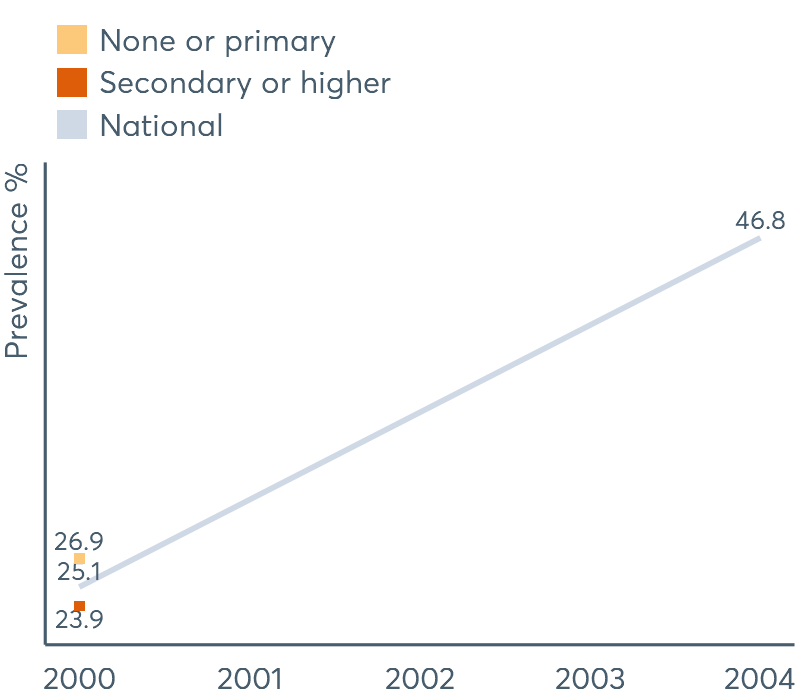 None or primary
Secondary or higher
National
Prevalence %
46.8
26.9
25.1
23.9
2000 2001 2002 2003 2004